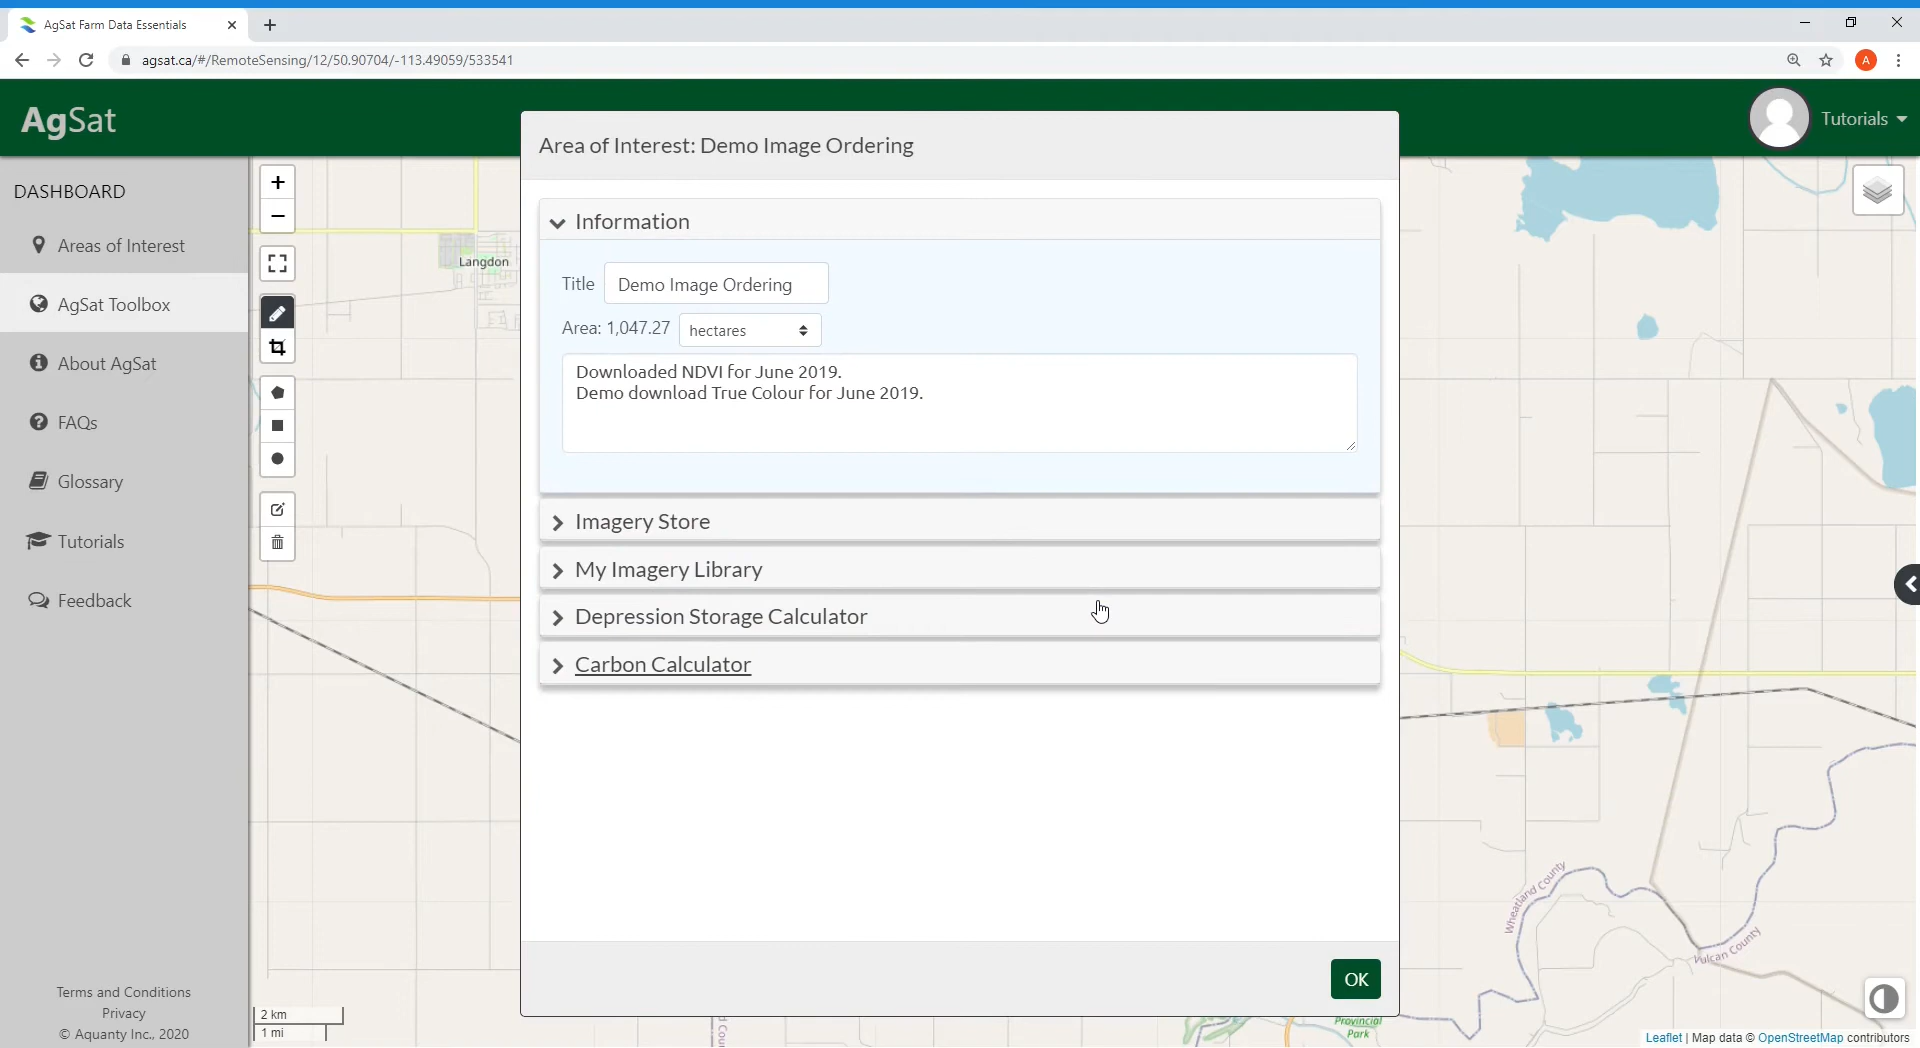 AgSat Farm Data Essentials
agsat.ca/#/RemoteSensing/12/50.90704/-113.49059/533541
A
AgSat
Tutorials
DASHBOARD
Areas of Interest
AgSat Toolbox
About AgSat
FAQs
Glossary
Tutorials
Feedback
Terms and Conditions
Privacy
© Aquanty Inc., 2020
+
−
Langdon
Area of Interest: Demo Image Ordering
Information
Title Demo Image Ordering
Area: 1,047.27 hectares
Downloaded NDVI for June 2019.
Demo download True Colour for June 2019.
Imagery Store
My Imagery Library
Depression Storage Calculator
Carbon Calculator
OK
Wheatland County
Vulcan County
Provincial
Park
2 km
1 mi
Leaflet | Map data © OpenStreetMap contributors